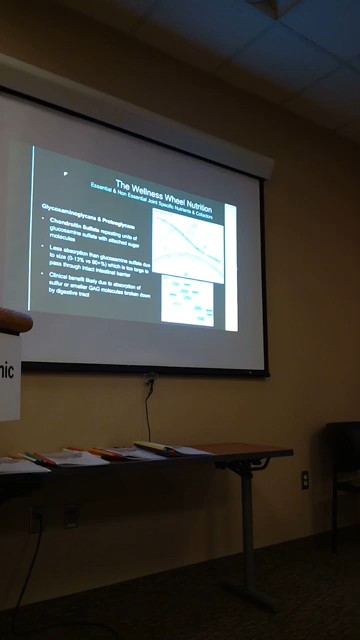 The Wellness Wheel Nutrition
Essential & Non Essential Joint Specific Nutrients & Cofactors
Glycosaminoglycans & Proteoglycans
• Chondroitin Sulfate repeating units of
glucosamine sulfate with attached sugar
molecules
• Less absorption than glucosamine sulfate due
to size (0-13% vs 90+%) which is too large to
pass through intact intestinal barrier
• Clinical benefit likely due to absorption of
sulfur or smaller GAG molecules broken down
by digestive tract
nic